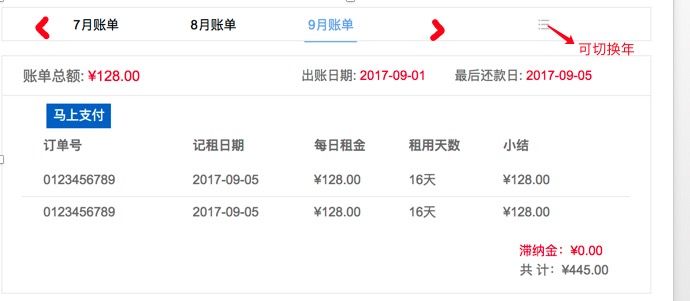 7月账单 8月账单 9月账单
可切换年
账单总额: ¥128.00 出账日期: 2017-09-01 最后还款日: 2017-09-05
马上支付
订单号 记租日期 每日租金 租用天数 小结
0123456789 2017-09-05 ¥128.00 16天 ¥128.00
0123456789 2017-09-05 ¥128.00 16天 ¥128.00
滞纳金：¥0.00
共 计：¥445.00